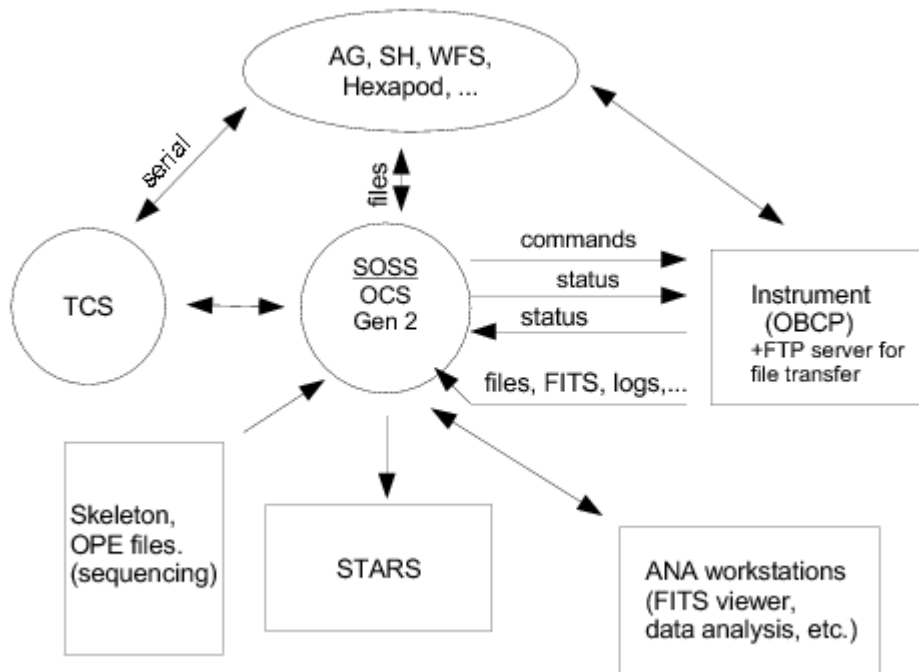 AG, SH, WFS,
Hexapod, ...
serial
files
TCS
SOSS
OCS
Gen 2
commands
status
status
files, FITS, logs,...
Instrument
(OBCP)
+FTP server for
file transfer
Skeleton,
OPE files.
(sequencing)
STARS
ANA workstations
(FITS viewer,
data analysis, etc.)